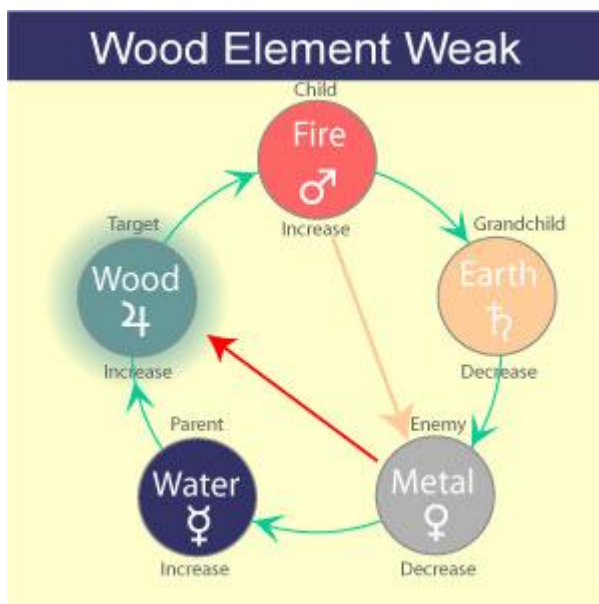 Wood Element Weak
Child
Fire
♂
Increase
Target
Wood
♃
Increase
Grandchild
Earth
♄
Decrease
Parent
Water
☿
Increase
Enemy
Metal
♀
Decrease